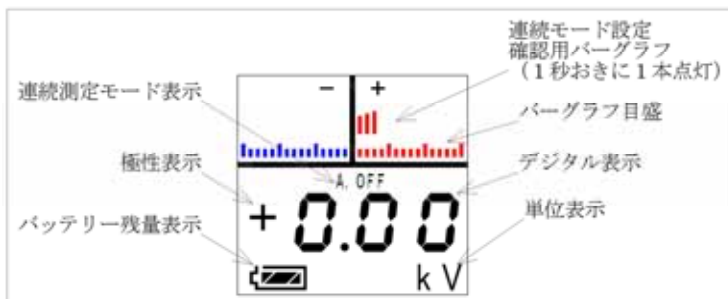 連続モード設定
確認用バーグラフ
（1秒おきに1本点灯）
連続測定モード表示
− +
バーグラフ目盛
極性表示
A. OFF
デジタル表示
+ 0.00
バッテリー残量表示
単位表示
k V